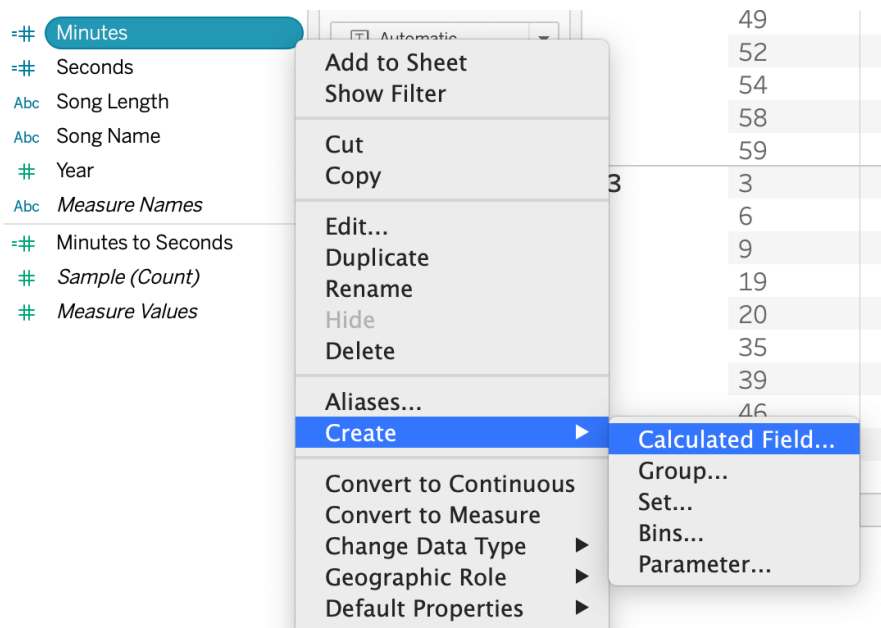 Minutes
Seconds
Abc Song Length
Abc Song Name
Year
Abc Measure Names
Minutes to Seconds
Sample (Count)
Measure Values
Automatic
Add to Sheet
Show Filter
Cut
Copy
Edit...
Duplicate
Rename
Hide
Delete
Aliases...
Create
Convert to Continuous
Convert to Measure
Change Data Type
Geographic Role
Default Properties
Calculated Field...
Group...
Set...
Bins...
Parameter...
49
52
54
58
59
3 3
6
9
19
20
35
39
46